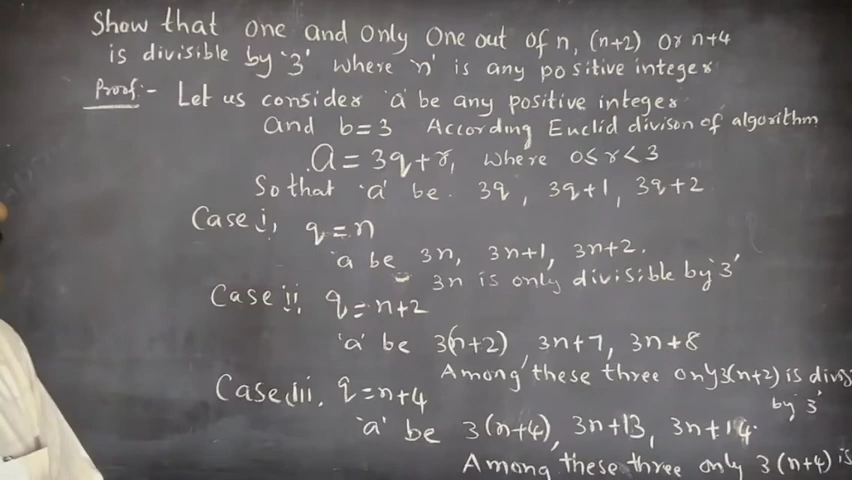 Show that one and only one out of n, (n+2) or n+4
is divisible by '3' where 'n' is any positive integer
Proof:- Let us consider 'a' be any positive integer
and b=3 According Euclid divison of algorithm
a = 3q+r, where 0≤r<3
So that 'a' be 3q, 3q+1, 3q+2
Case i, q=n
'a be 3n, 3n+1, 3n+2.
3n is only divisible by '3'
Case ii, q=n+2
'a' be 3(n+2), 3n+7, 3n+8
Among these three only 3(n+2) is divis
by '3'
Case iii, q=n+4
'a' be 3(n+4), 3n+13, 3n+14.
Among these three only 3(n+4) is